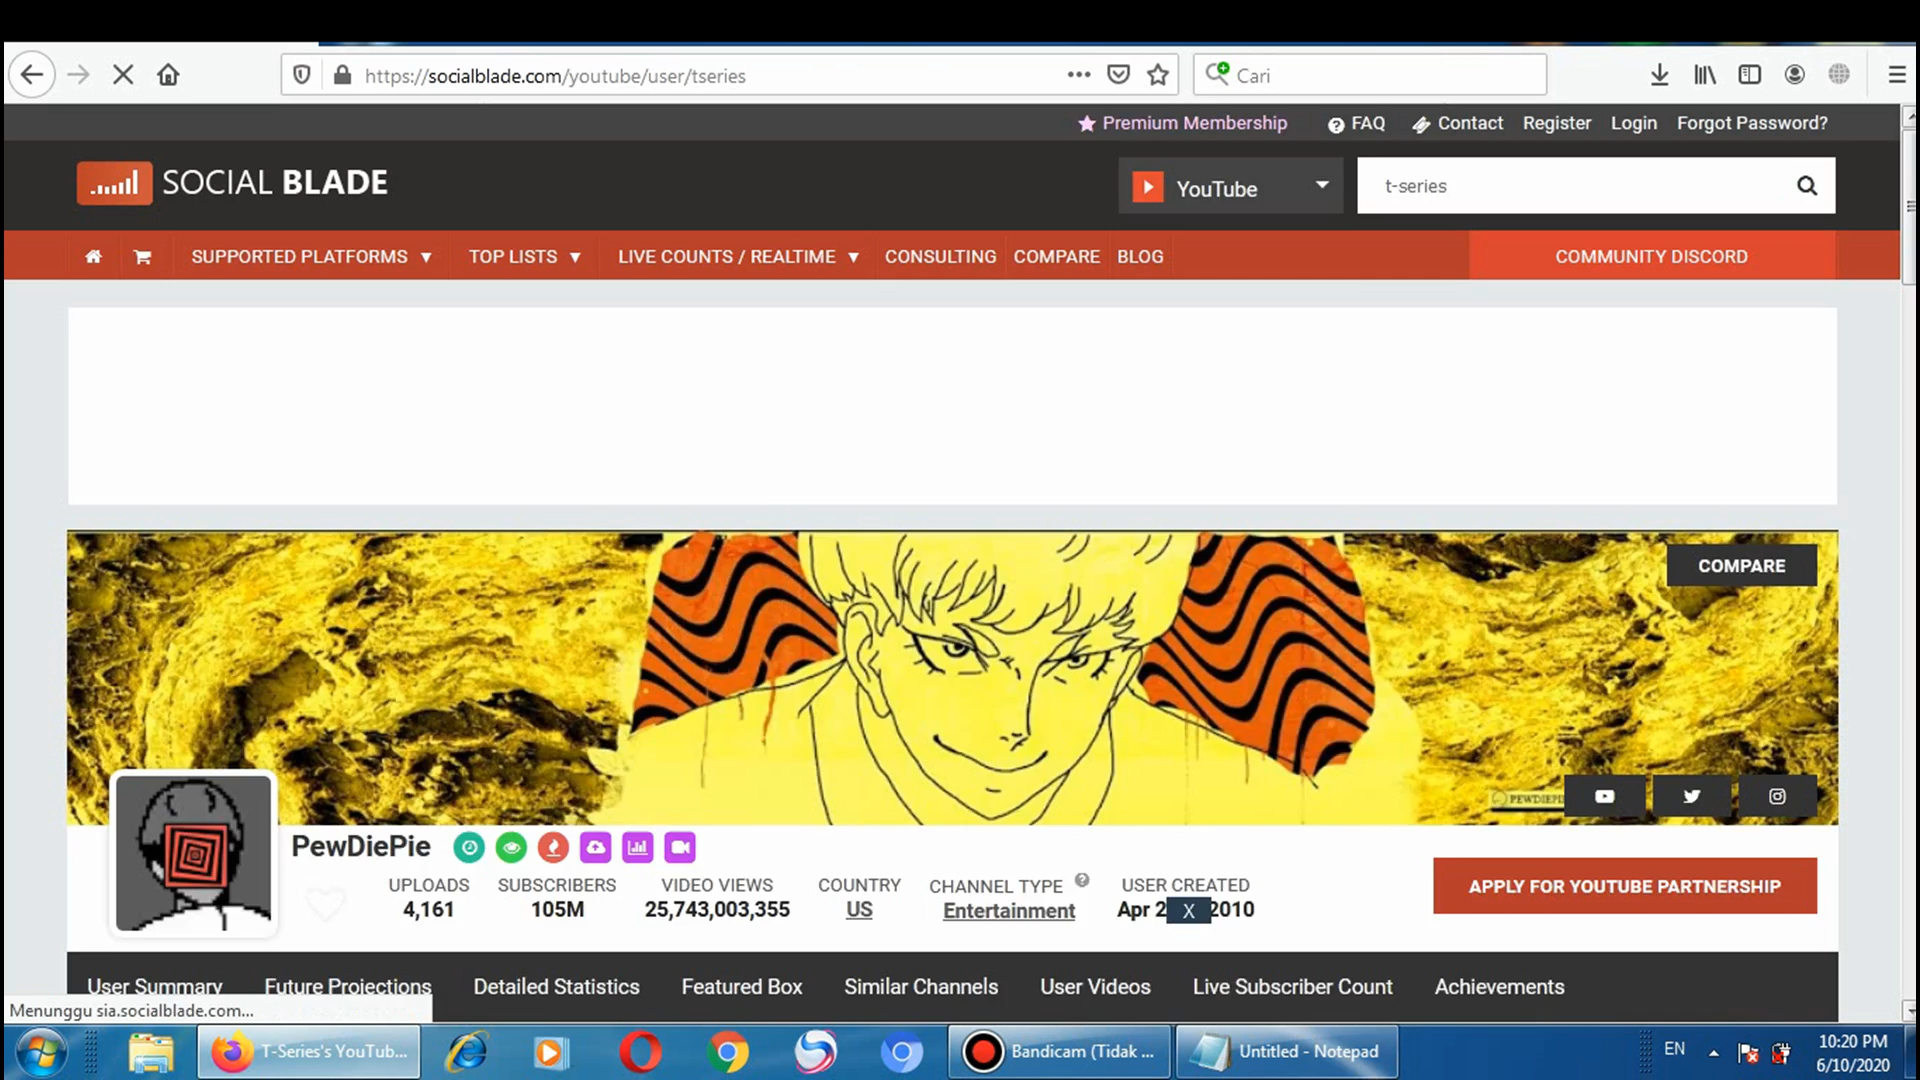 https://socialblade.com/youtube/user/tseries
Cari
Premium Membership
FAQ
Contact
Register
Login
Forgot Password?
SOCIAL BLADE
YouTube
t-series
SUPPORTED PLATFORMS
TOP LISTS
LIVE COUNTS / REALTIME
CONSULTING
COMPARE
BLOG
COMMUNITY DISCORD
COMPARE
PewDiePie
UPLOADS
4,161
SUBSCRIBERS
105M
VIDEO VIEWS
25,743,003,355
COUNTRY
US
CHANNEL TYPE
Entertainment
USER CREATED
Apr 2 X 2010
APPLY FOR YOUTUBE PARTNERSHIP
User Summary
Future Projections
Detailed Statistics
Featured Box
Similar Channels
User Videos
Live Subscriber Count
Achievements
Menunggu sia.socialblade.com...
T-Series's YouTub...
Bandicam (Tidak ...
Untitled - Notepad
EN
10:20 PM
6/10/2020